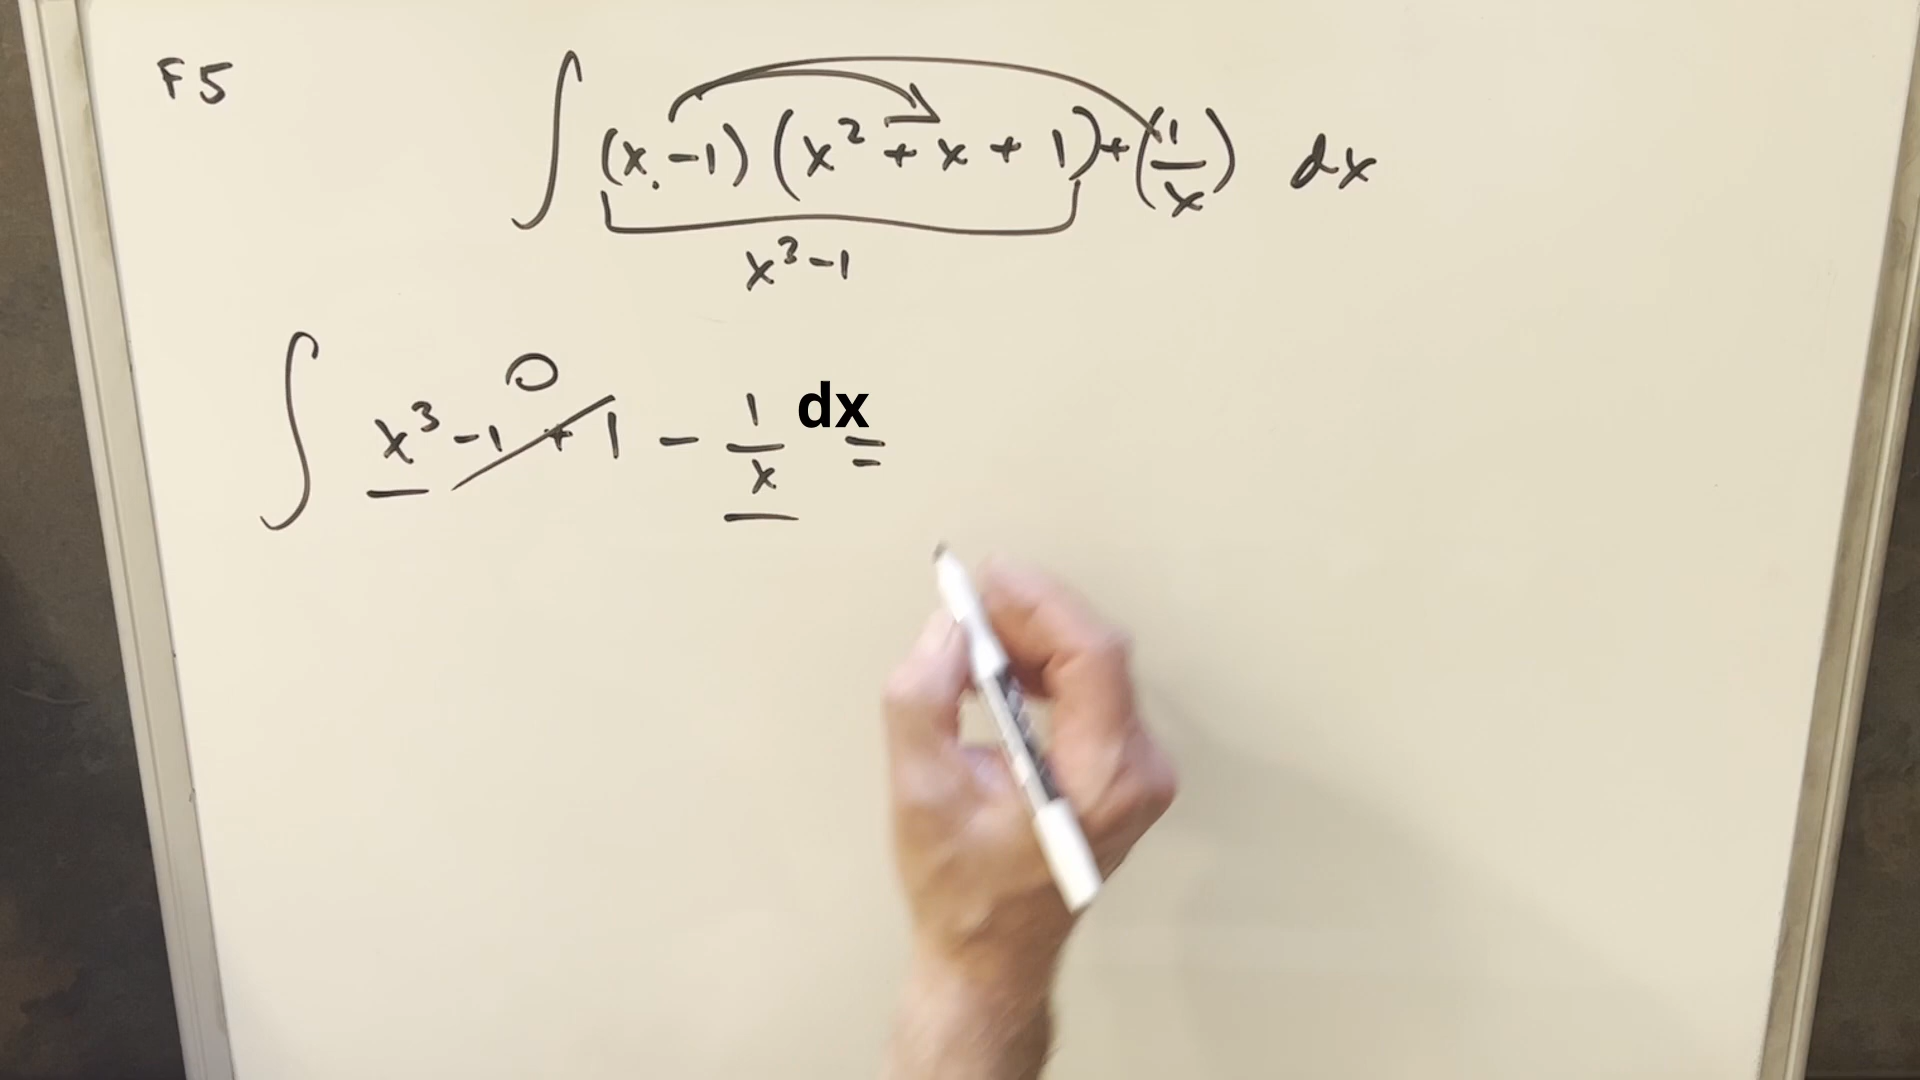 F5
∫ (x-1)(x² + x + 1) + (1/x) dx
x³-1
0
∫ x³ -1 + 1 - 1/x dx =